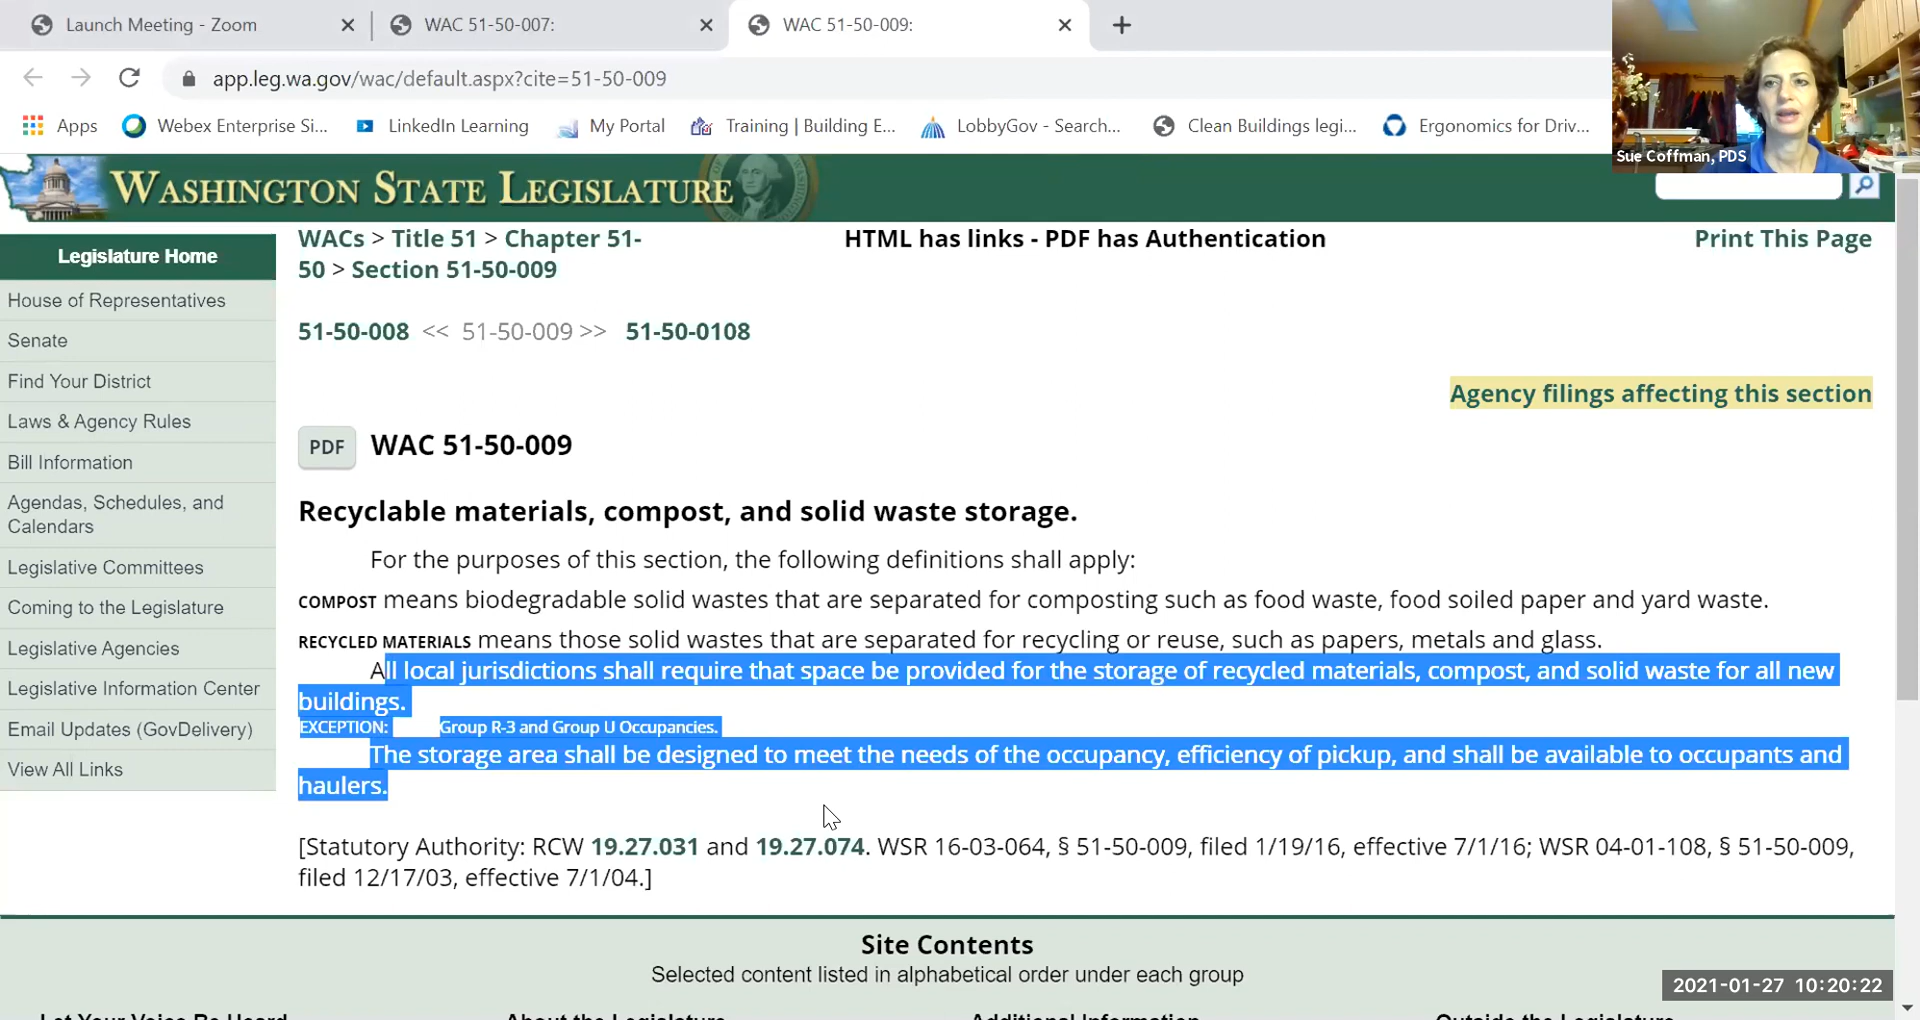 Launch Meeting - Zoom
WAC 51-50-007:
WAC 51-50-009:
app.leg.wa.gov/wac/default.aspx?cite=51-50-009
Apps
Webex Enterprise Si...
LinkedIn Learning
My Portal
Training | Building E...
LobbyGov - Search...
Clean Buildings legi...
Ergonomics for Driv...
Sue Coffman, PDS
WASHINGTON STATE LEGISLATURE
Legislature Home
House of Representatives
Senate
Find Your District
Laws & Agency Rules
Bill Information
Agendas, Schedules, and
Calendars
Legislative Committees
Coming to the Legislature
Legislative Agencies
Legislative Information Center
Email Updates (GovDelivery)
View All Links
WACs > Title 51 > Chapter 51-
50 > Section 51-50-009
HTML has links - PDF has Authentication
Print This Page
51-50-008 << 51-50-009 >> 51-50-0108
Agency filings affecting this section
PDF WAC 51-50-009
Recyclable materials, compost, and solid waste storage.
For the purposes of this section, the following definitions shall apply:
COMPOST means biodegradable solid wastes that are separated for composting such as food waste, food soiled paper and yard waste.
RECYCLED MATERIALS means those solid wastes that are separated for recycling or reuse, such as papers, metals and glass.
All local jurisdictions shall require that space be provided for the storage of recycled materials, compost, and solid waste for all new
buildings.
EXCEPTION: Group R-3 and Group U Occupancies.
The storage area shall be designed to meet the needs of the occupancy, efficiency of pickup, and shall be available to occupants and
haulers.
[Statutory Authority: RCW 19.27.031 and 19.27.074. WSR 16-03-064, § 51-50-009, filed 1/19/16, effective 7/1/16; WSR 04-01-108, § 51-50-009,
filed 12/17/03, effective 7/1/04.]
Site Contents
Selected content listed in alphabetical order under each group
2021-01-27 10:20:22
Let Your Voice Be Heard
About the Legislature
Additional Information
Outside the Legislature